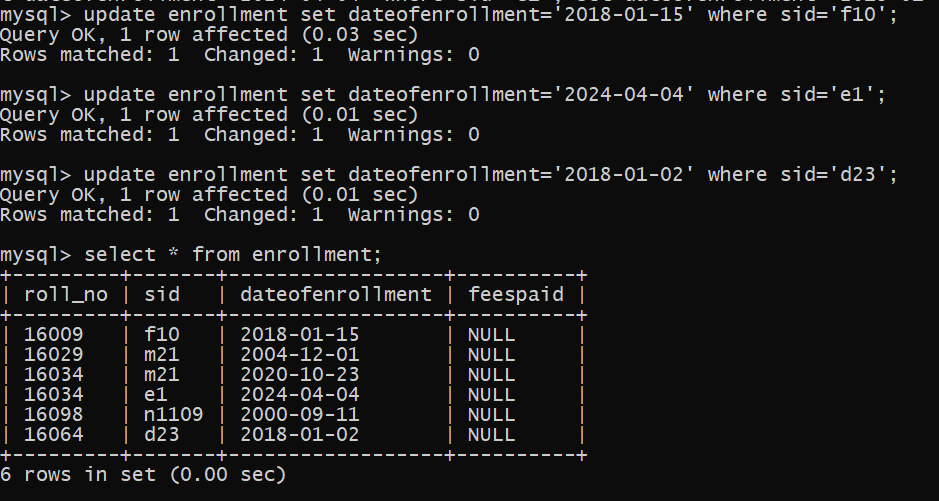 mysql> update enrollment set dateofenrollment='2018-01-15' where sid='f10';
Query OK, 1 row affected (0.03 sec)
Rows matched: 1  Changed: 1  Warnings: 0

mysql> update enrollment set dateofenrollment='2024-04-04' where sid='e1';
Query OK, 1 row affected (0.01 sec)
Rows matched: 1  Changed: 1  Warnings: 0

mysql> update enrollment set dateofenrollment='2018-01-02' where sid='d23';
Query OK, 1 row affected (0.01 sec)
Rows matched: 1  Changed: 1  Warnings: 0

mysql> select * from enrollment;
+---------+-------+------------------+----------+
| roll_no | sid   | dateofenrollment | feespaid |
+---------+-------+------------------+----------+
| 16009   | f10   | 2018-01-15       | NULL     |
| 16029   | m21   | 2004-12-01       | NULL     |
| 16034   | m21   | 2020-10-23       | NULL     |
| 16034   | e1    | 2024-04-04       | NULL     |
| 16098   | n1109 | 2000-09-11       | NULL     |
| 16064   | d23   | 2018-01-02       | NULL     |
+---------+-------+------------------+----------+
6 rows in set (0.00 sec)